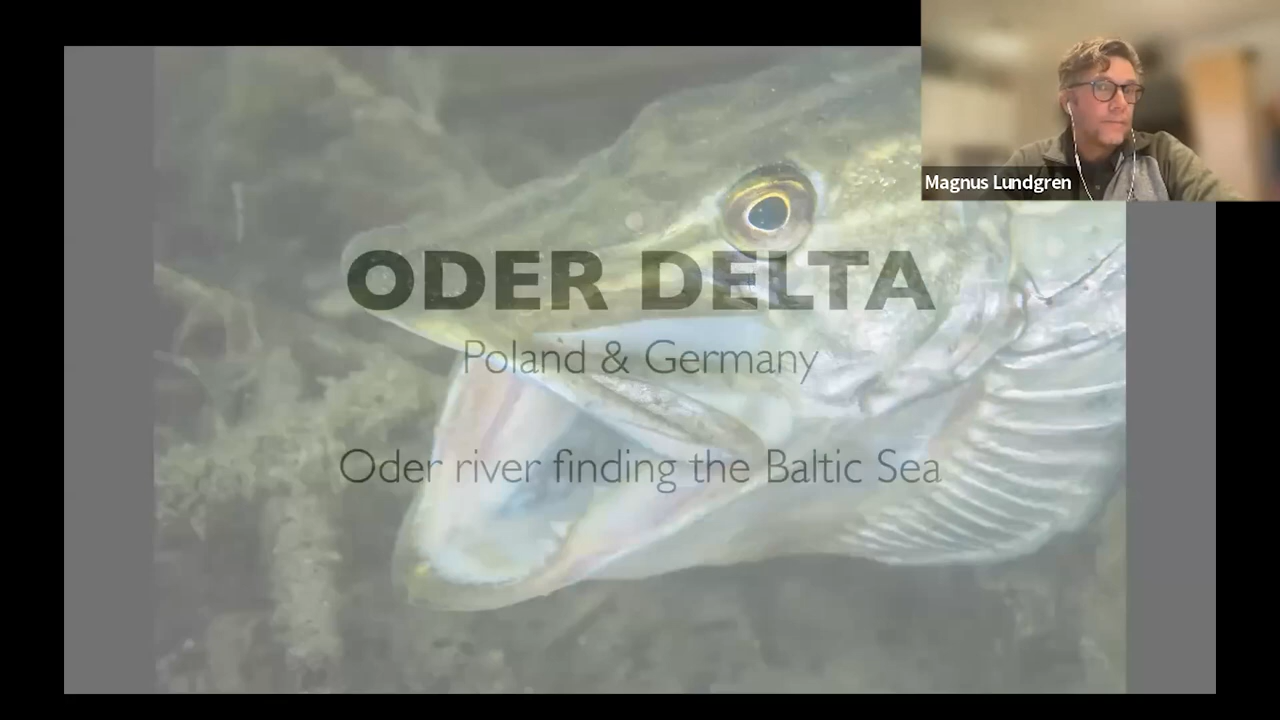 ODER DELTA
Poland & Germany
Oder river finding the Baltic Sea
Magnus Lundgren